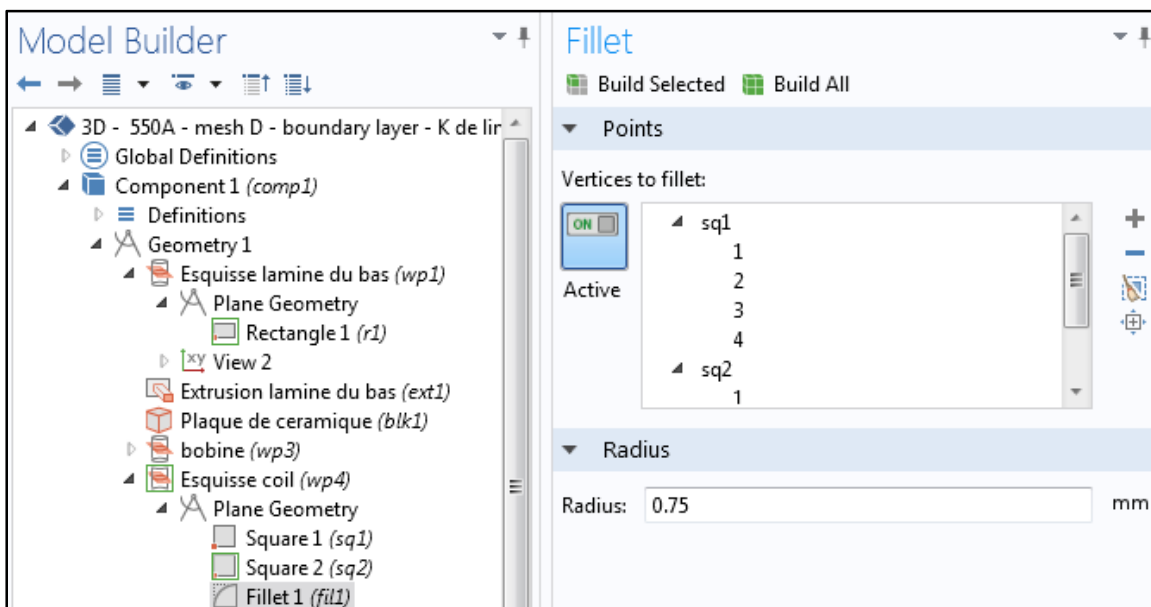 Model Builder
3D - 550A - mesh D - boundary layer - K de lir
Global Definitions
Component 1 (comp1)
Definitions
Geometry 1
Esquisse lamine du bas (wp1)
Plane Geometry
Rectangle 1 (r1)
xy View 2
Extrusion lamine du bas (ext1)
Plaque de ceramique (blk1)
bobine (wp3)
Esquisse coil (wp4)
Plane Geometry
Square 1 (sq1)
Square 2 (sq2)
Fillet 1 (fil1)
Fillet
Build Selected Build All
Points
Vertices to fillet:
ON
Active
sq1
1
2
3
4
sq2
1
Radius
Radius: 0.75 mm